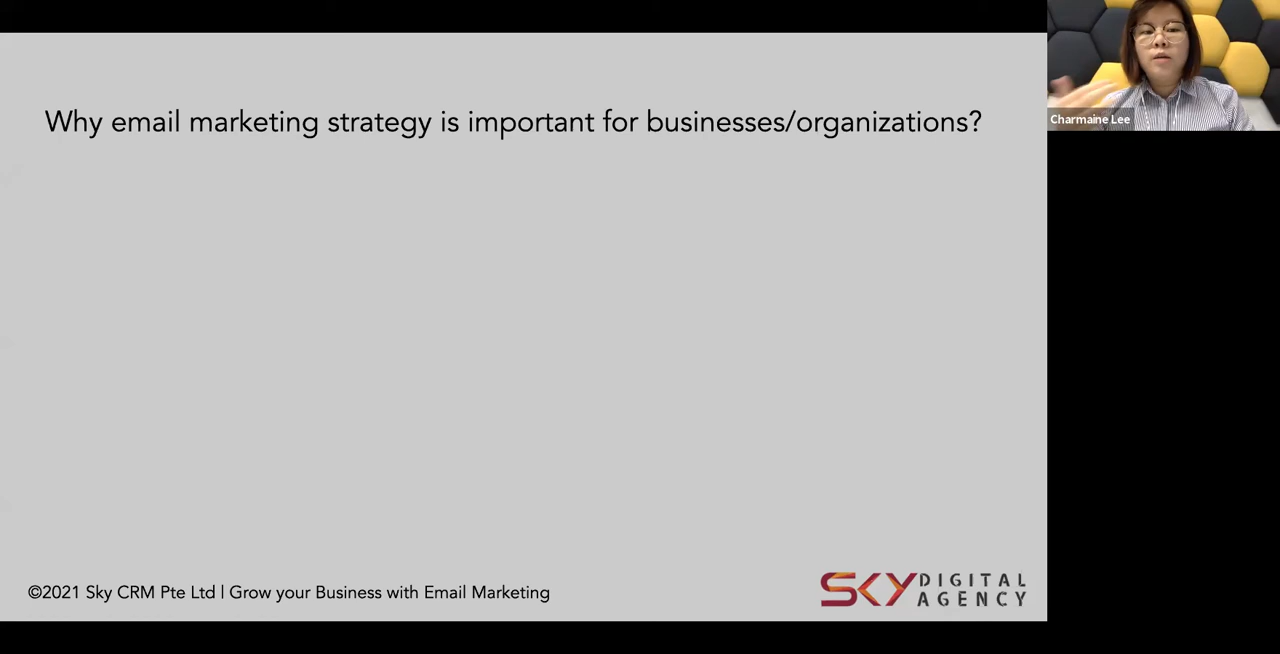 Why email marketing strategy is important for businesses/organizations?
Charmaine Lee
©2021 Sky CRM Pte Ltd | Grow your Business with Email Marketing
SKY DIGITAL
AGENCY